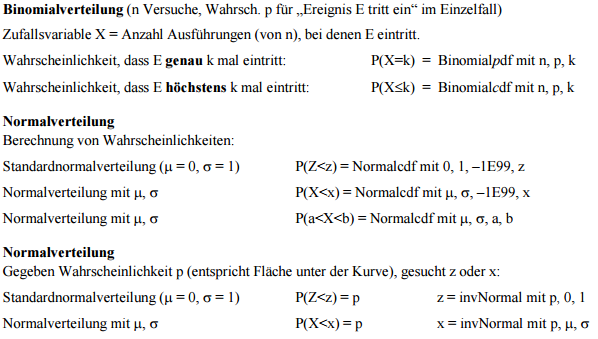 Binomialverteilung (n Versuche, Wahrsch. p für „Ereignis E tritt ein“ im Einzelfall)
Zufallsvariable X = Anzahl Ausführungen (von n), bei denen E eintritt.
Wahrscheinlichkeit, dass E genau k mal eintritt: P(X=k) = Binomialpdf mit n, p, k
Wahrscheinlichkeit, dass E höchstens k mal eintritt: P(X≤k) = Binomialcdf mit n, p, k
Normalverteilung
Berechnung von Wahrscheinlichkeiten:
Standardnormalverteilung (μ = 0, σ = 1) P(Z<z) = Normalcdf mit 0, 1, −1E99, z
Normalverteilung mit μ, σ P(X<x) = Normalcdf mit μ, σ, −1E99, x
Normalverteilung mit μ, σ P(a<X<b) = Normalcdf mit μ, σ, a, b
Normalverteilung
Gegeben Wahrscheinlichkeit p (entspricht Fläche unter der Kurve), gesucht z oder x:
Standardnormalverteilung (μ = 0, σ = 1) P(Z<z) = p z = invNormal mit p, 0, 1
Normalverteilung mit μ, σ P(X<x) = p x = invNormal mit p, μ, σ